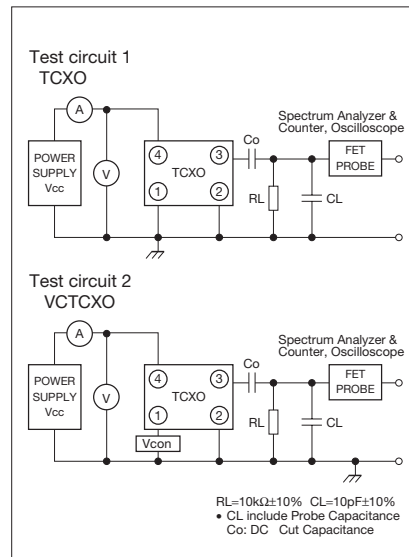 Test circuit 1
TCXO
A
Spectrum Analyzer &
Counter, Oscilloscope
Co
POWER
SUPPLY
Vcc
V
4
3
TCXO
1
2
RL
CL
FET
PROBE
Test circuit 2
VCTCXO
A
Spectrum Analyzer &
Counter, Oscilloscope
Co
POWER
SUPPLY
Vcc
V
4
3
TCXO
1
2
Vcon
RL
CL
FET
PROBE
RL=10kΩ±10% CL=10pF±10%
• CL include Probe Capacitance
Co: DC Cut Capacitance